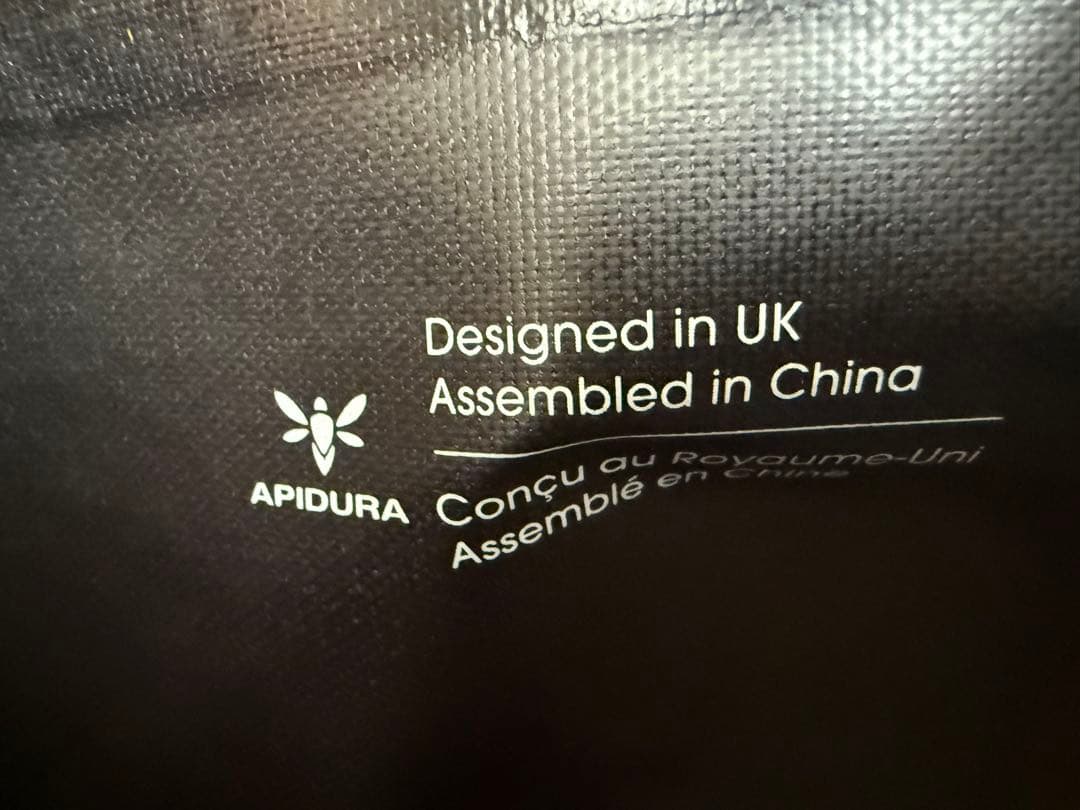 Designed in UK
Assembled in China
APIDURA
Conçu au Royaume-Uni
Assemblé en Chine